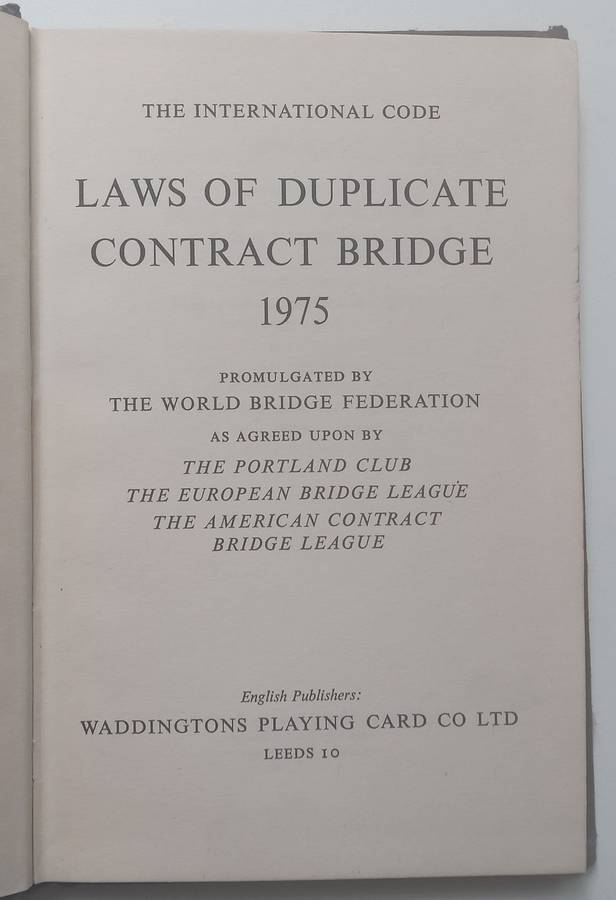 THE INTERNATIONAL CODE
LAWS OF DUPLICATE
CONTRACT BRIDGE
1975
PROMULGATED BY
THE WORLD BRIDGE FEDERATION
AS AGREED UPON BY
THE PORTLAND CLUB
THE EUROPEAN BRIDGE LEAGUE
THE AMERICAN CONTRACT
BRIDGE LEAGUE
English Publishers:
WADDINGTONS PLAYING CARD CO LTD
LEEDS 10